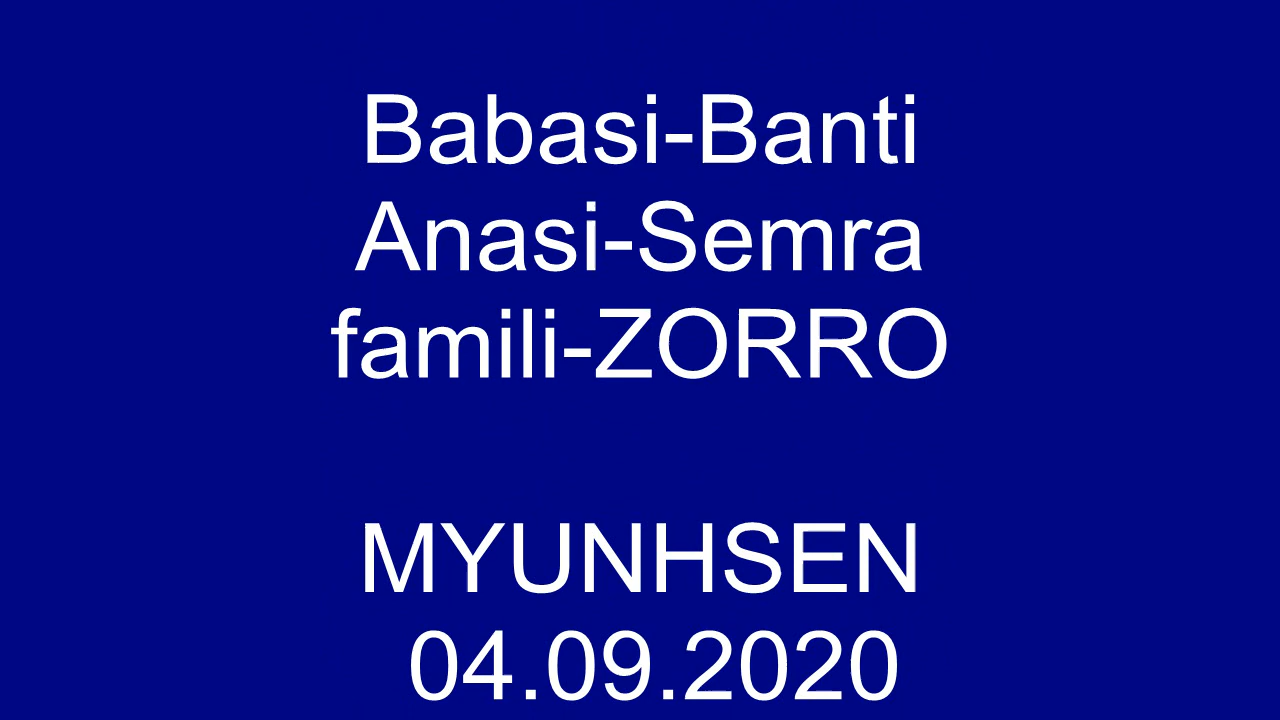 Babasi-Banti
Anasi-Semra
famili-ZORRO
MYUNHSEN
04.09.2020